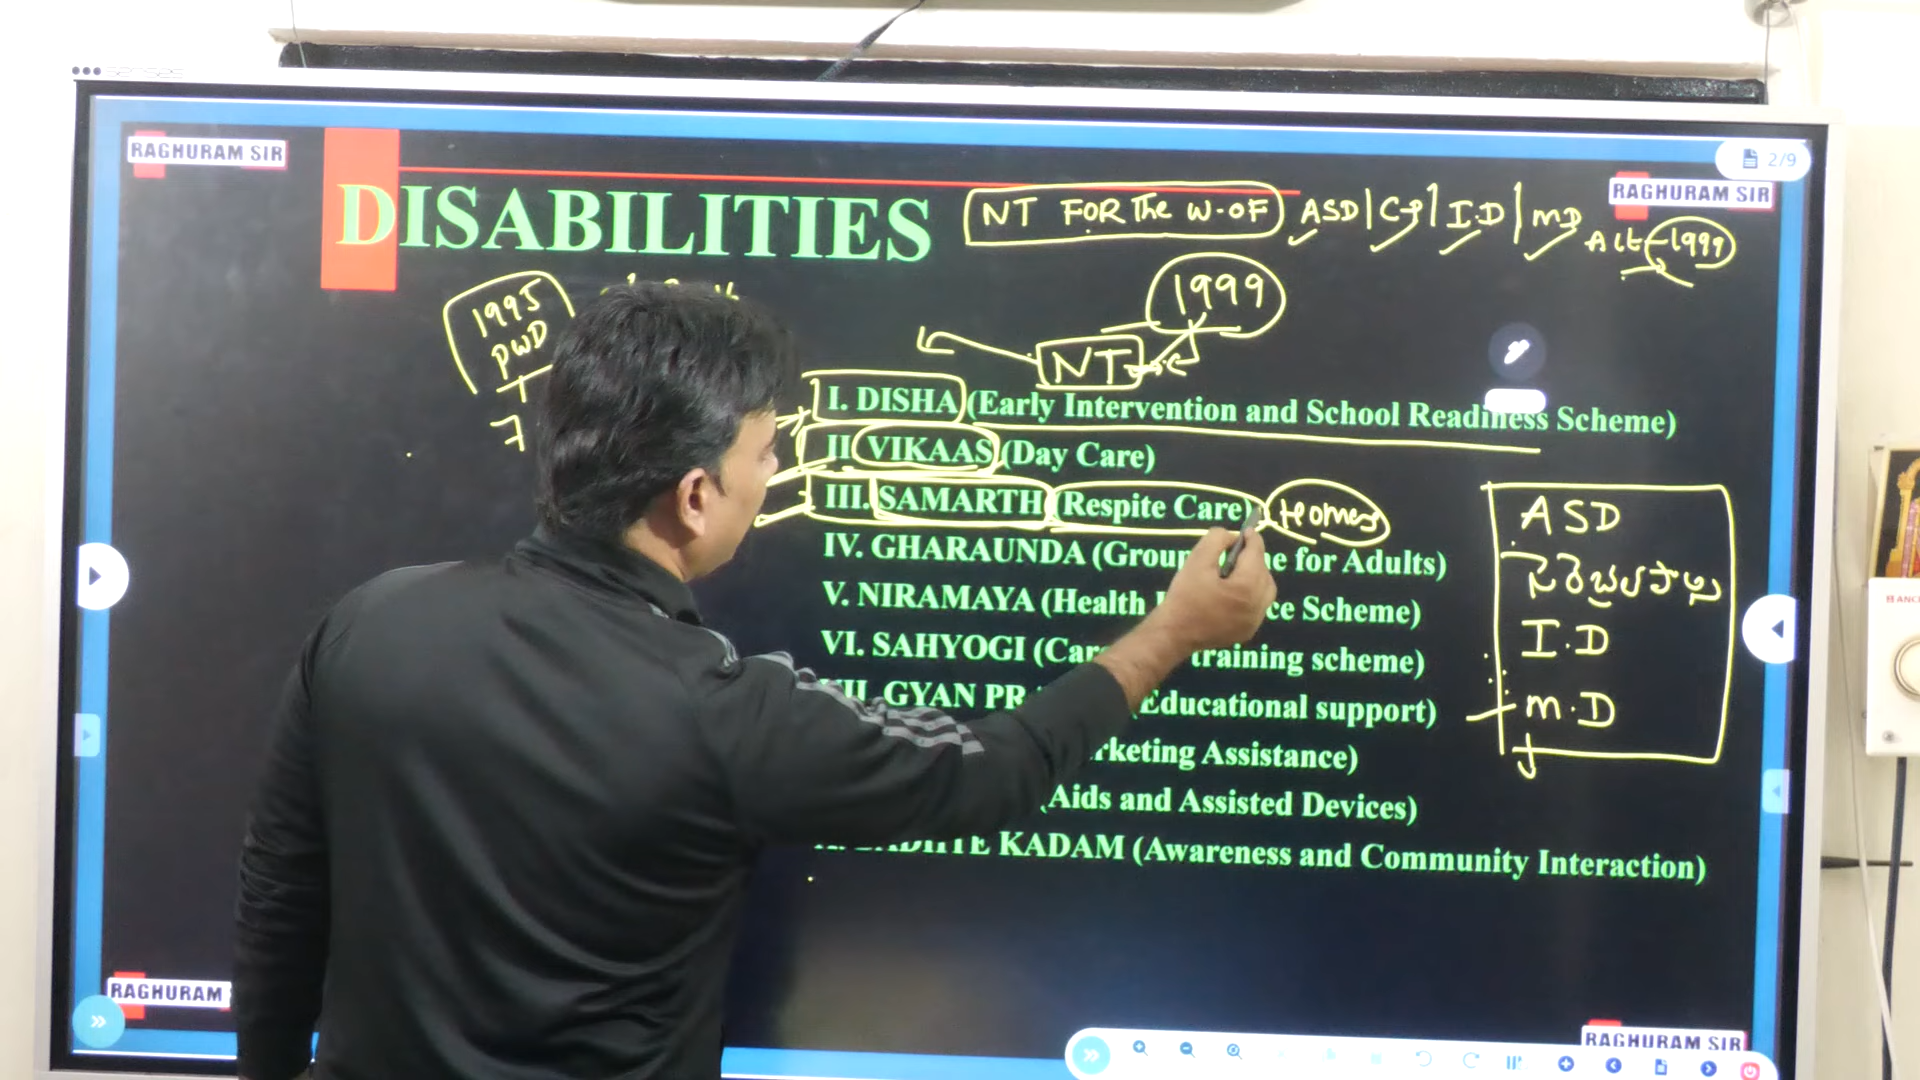 RAGHURAM SIR
2/9
RAGHURAM SIR
DISABILITIES
NT FOR The W-OF ASD | CP | I.D | MD
Act-1999
1995
PWD
7
1999
NT
I. DISHA (Early Intervention and School Readiness Scheme)
II VIKAAS (Day Care)
III. SAMARTH (Respite Care) Homes
IV. GHARAUNDA (Group for Adults)
V. NIRAMAYA (Health Scheme)
VI. SAHYOGI (training scheme)
GYAN (Educational support)
Assistance)
(Aids and Assisted Devices)
KADAM (Awareness and Community Interaction)
ASD
I.D
M.D
RAGHURAM
RAGHURAM SIR